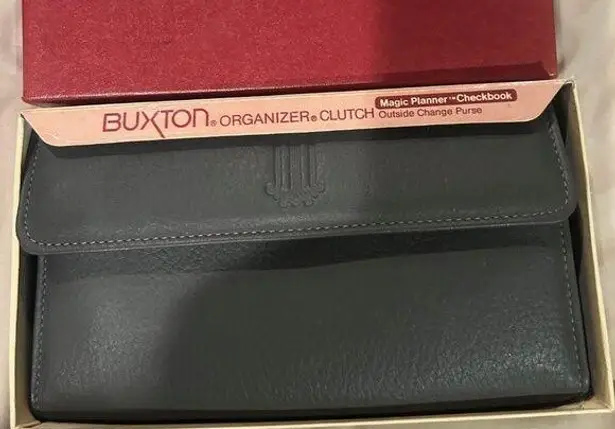 BUXTON® ORGANIZER® CLUTCH Magic Planner™ Checkbook
Outside Change Purse